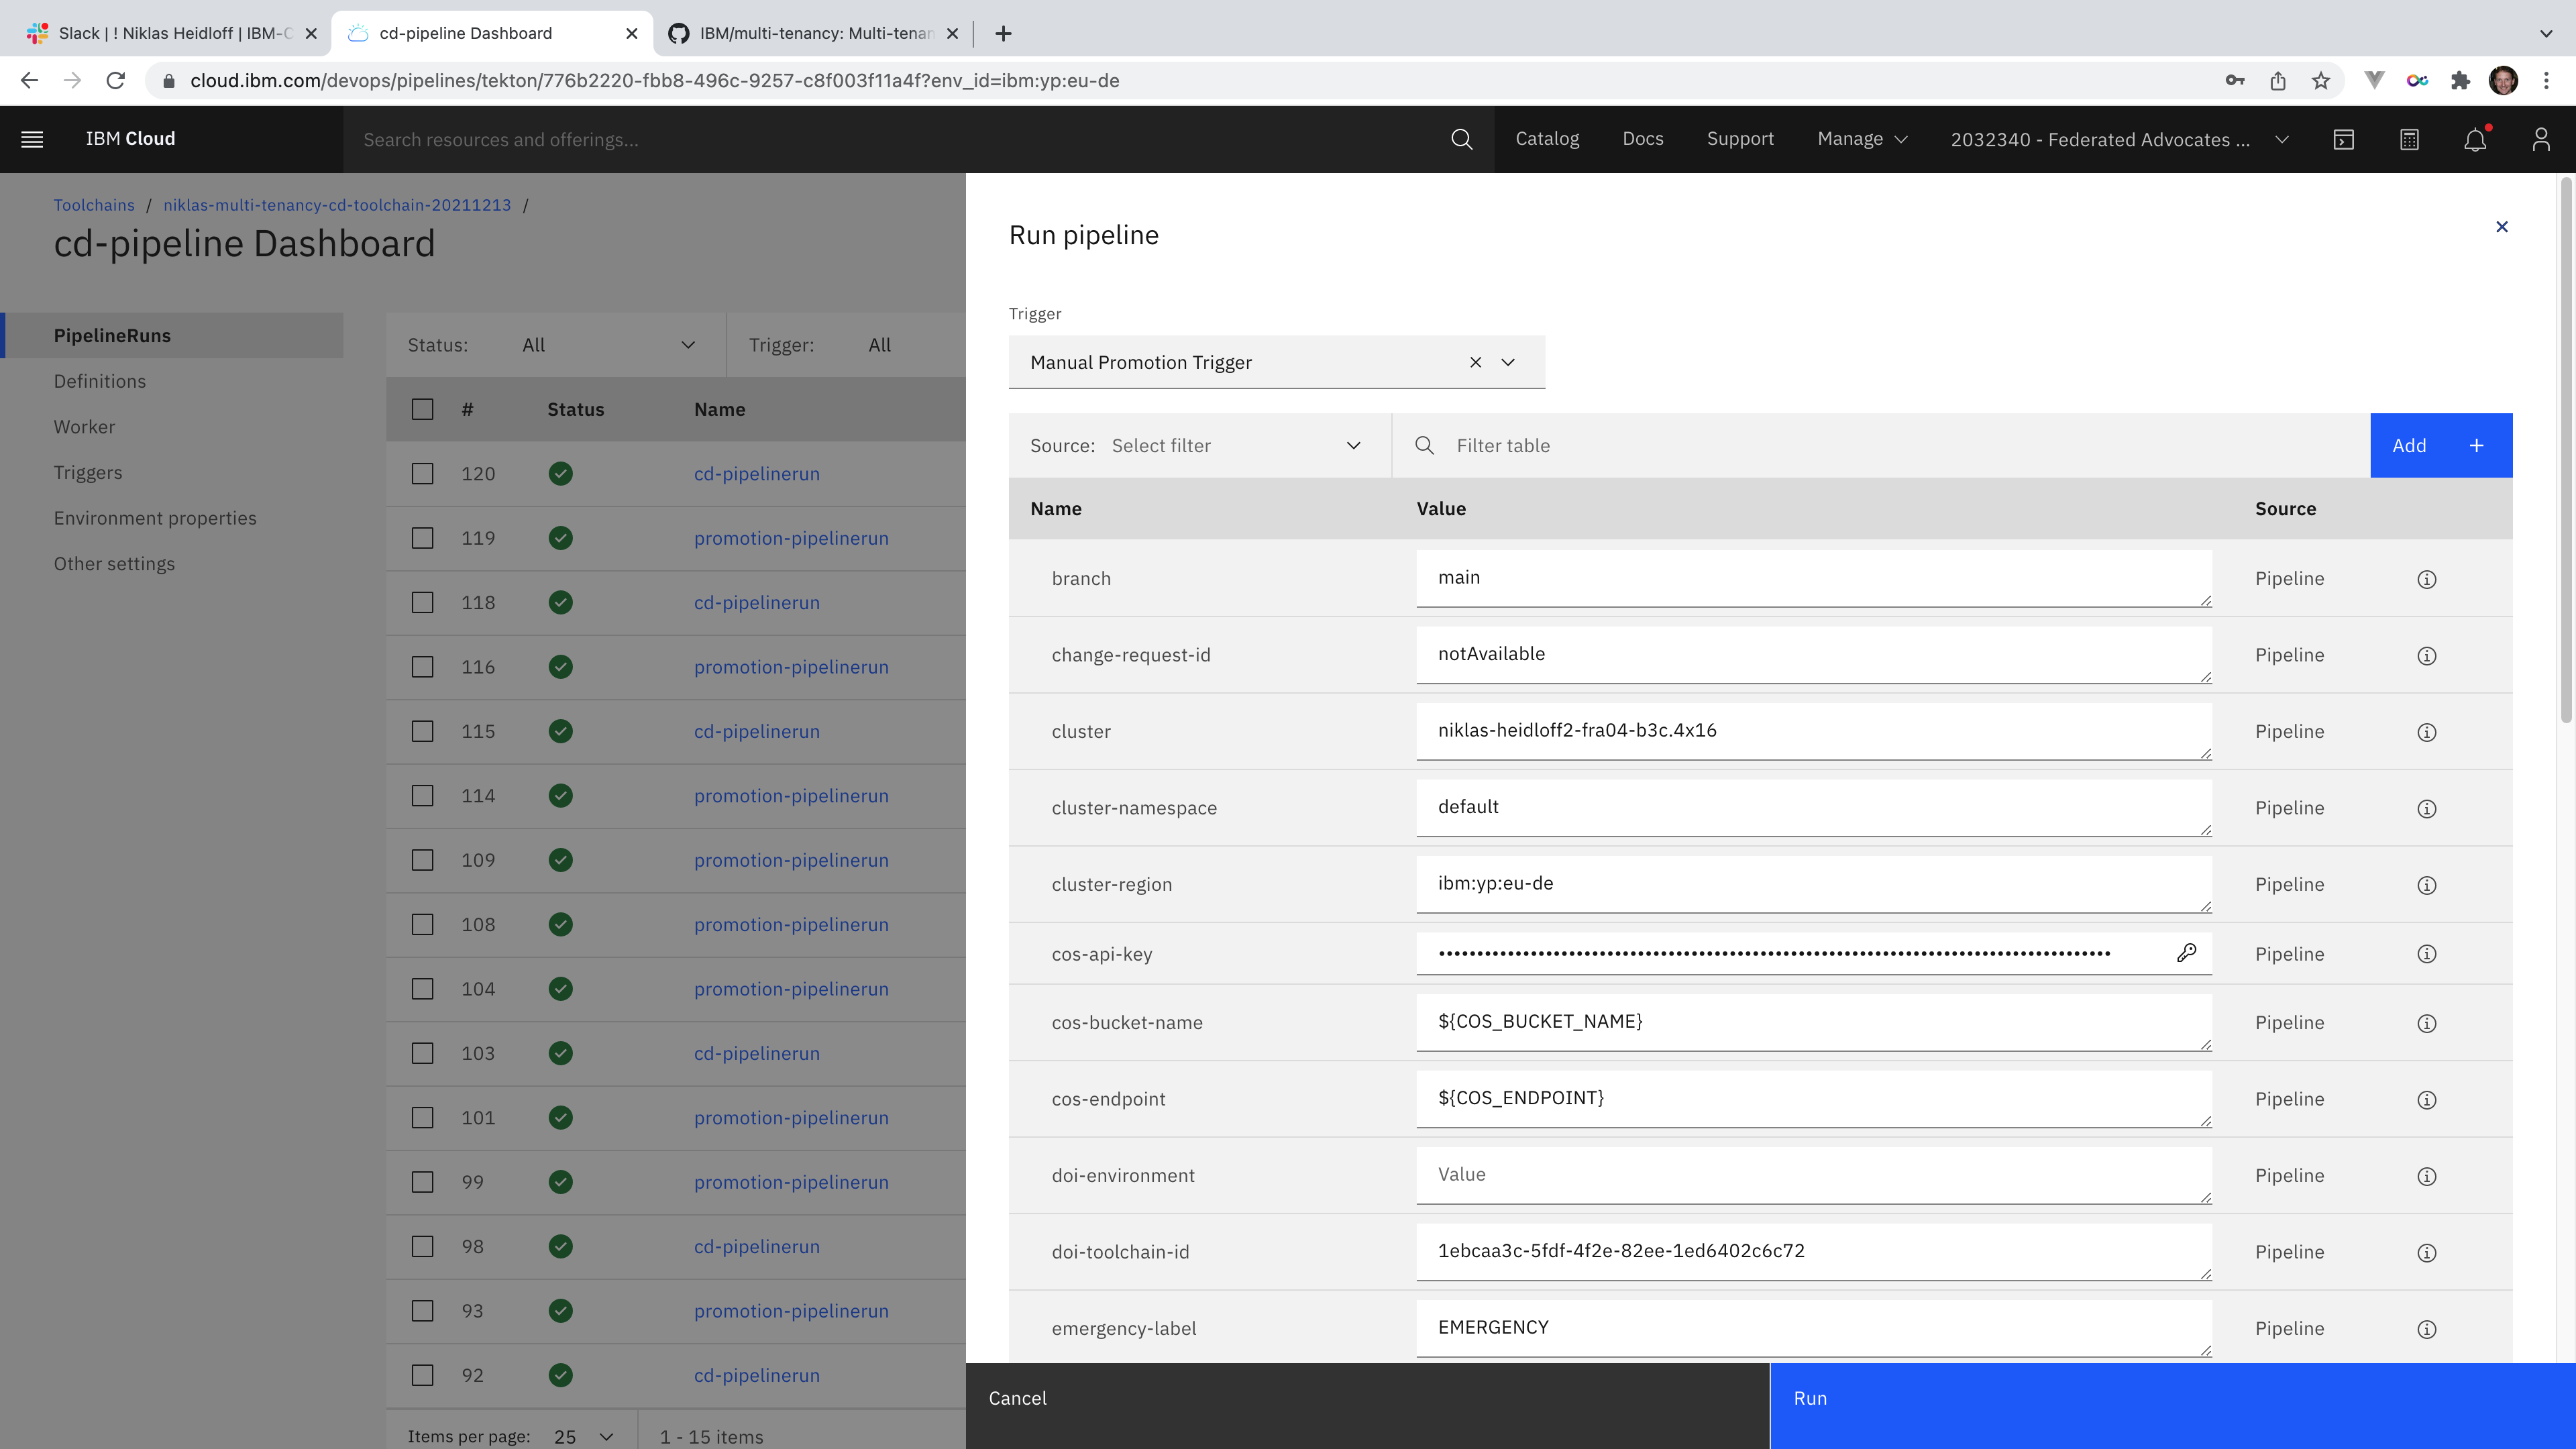 Slack | ! Niklas Heidloff | IBM-C
cd-pipeline Dashboard
IBM/multi-tenancy: Multi-tenan
cloud.ibm.com/devops/pipelines/tekton/776b2220-fbb8-496c-9257-c8f003f11a4f?env_id=ibm:yp:eu-de
IBM Cloud
Search resources and offerings...
Catalog
Docs
Support
Manage
2032340 - Federated Advocates ...
Toolchains / niklas-multi-tenancy-cd-toolchain-20211213 /
cd-pipeline Dashboard
PipelineRuns
Definitions
Worker
Triggers
Environment properties
Other settings
Status: All
Trigger: All
# Status Name
120 cd-pipelinerun
119 promotion-pipelinerun
118 cd-pipelinerun
116 promotion-pipelinerun
115 cd-pipelinerun
114 promotion-pipelinerun
109 promotion-pipelinerun
108 promotion-pipelinerun
104 promotion-pipelinerun
103 cd-pipelinerun
101 promotion-pipelinerun
99 promotion-pipelinerun
98 cd-pipelinerun
93 promotion-pipelinerun
92 cd-pipelinerun
Items per page: 25
1 - 15 items
Run pipeline
Trigger
Manual Promotion Trigger
Source: Select filter
Filter table
Add +
Name Value Source
branch main Pipeline
change-request-id notAvailable Pipeline
cluster niklas-heidloff2-fra04-b3c.4x16 Pipeline
cluster-namespace default Pipeline
cluster-region ibm:yp:eu-de Pipeline
cos-api-key Pipeline
cos-bucket-name ${COS_BUCKET_NAME} Pipeline
cos-endpoint ${COS_ENDPOINT} Pipeline
doi-environment Value Pipeline
doi-toolchain-id 1ebcaa3c-5fdf-4f2e-82ee-1ed6402c6c72 Pipeline
emergency-label EMERGENCY Pipeline
Cancel
Run